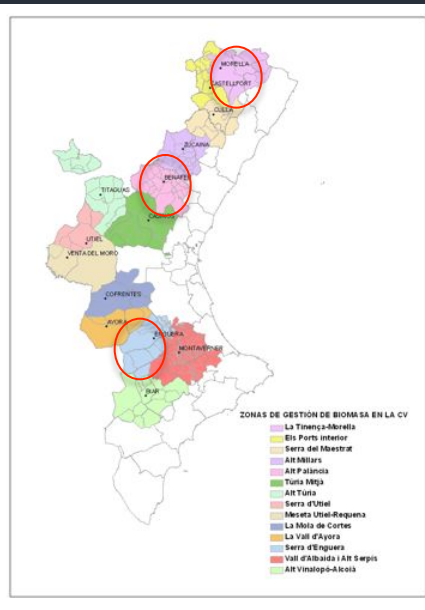 MORELLA
CASTELLFORT
CULLA
ZUCAINA
BENAFER
TITAGUAS
CASINOS
UTIEL
VENTA DEL MORO
COFRENTES
AYORA
ENGUERA
MONTAVERNER
BIAR
ZONAS DE GESTIÓN DE BIOMASA EN LA CV
La Tinença-Morella
Els Ports interior
Serra del Maestrat
Alt Millars
Alt Palància
Túria Mitjà
Alt Túria
Serra d'Utiel
Meseta Utiel-Requena
La Mola de Cortes
La Vall d'Ayora
Serra d'Enguera
Vall d'Albaida i Alt Serpis
Alt Vinalopó-Alcoià